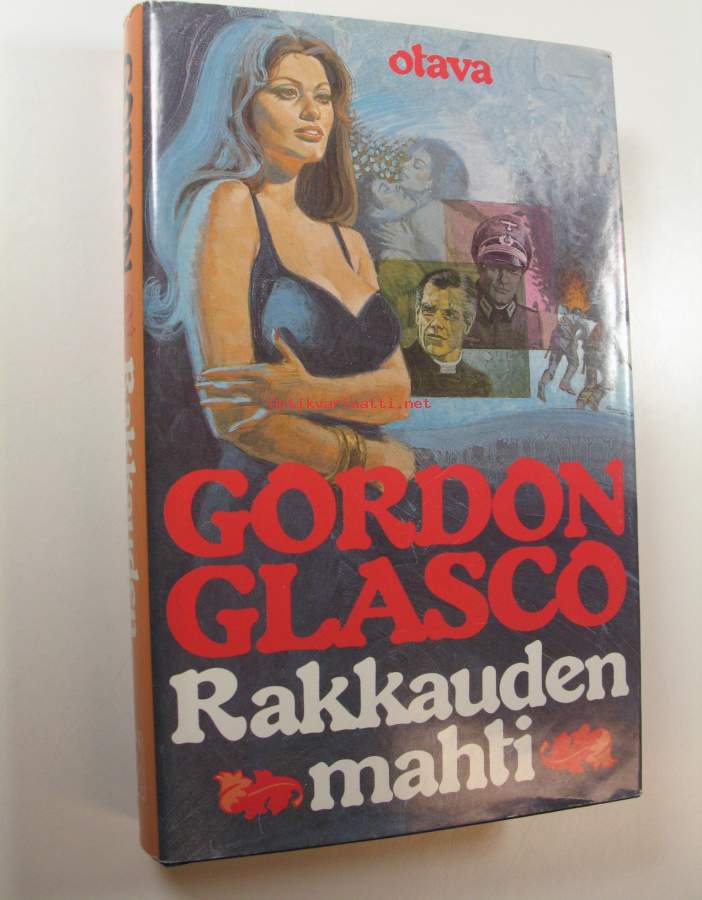 otava
antikvariaatti.net
GORDON
GLASCO
Rakkauden
mahti
GORDON
Rakkauden